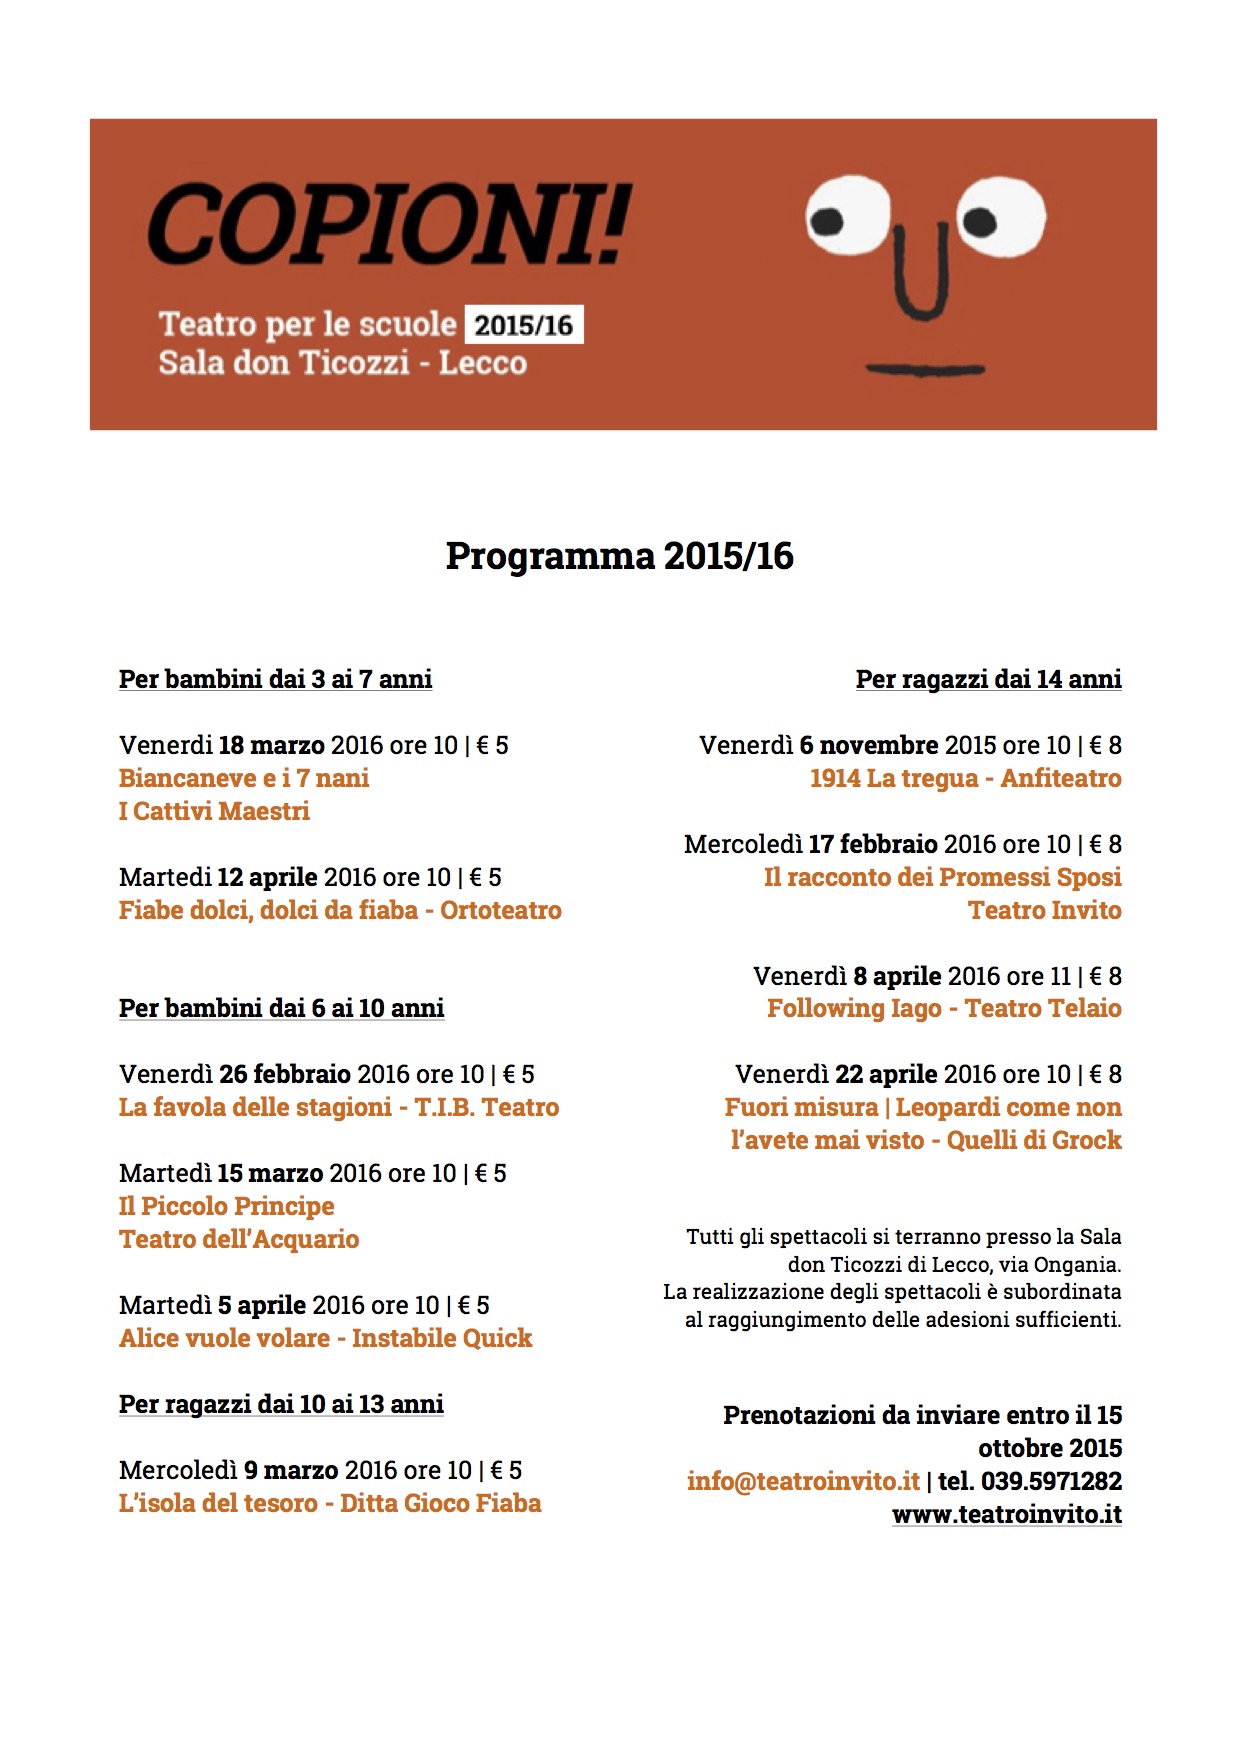 COPIONI!
Teatro per le scuole 2015/16
Sala don Ticozzi - Lecco
Programma 2015/16
Per bambini dai 3 ai 7 anni
Venerdi 18 marzo 2016 ore 10 | € 5
Biancaneve e i 7 nani
I Cattivi Maestri
Martedi 12 aprile 2016 ore 10 | € 5
Fiabe dolci, dolci da fiaba - Ortoteatro
Per bambini dai 6 ai 10 anni
Venerdì 26 febbraio 2016 ore 10 | € 5
La favola delle stagioni - T.I.B. Teatro
Martedì 15 marzo 2016 ore 10 | € 5
Il Piccolo Principe
Teatro dell’Acquario
Martedì 5 aprile 2016 ore 10 | € 5
Alice vuole volare - Instabile Quick
Per ragazzi dai 10 ai 13 anni
Mercoledì 9 marzo 2016 ore 10 | € 5
L’isola del tesoro - Ditta Gioco Fiaba
Per ragazzi dai 14 anni
Venerdì 6 novembre 2015 ore 10 | € 8
1914 La tregua - Anfiteatro
Mercoledì 17 febbraio 2016 ore 10 | € 8
Il racconto dei Promessi Sposi
Teatro Invito
Venerdì 8 aprile 2016 ore 11 | € 8
Following Iago - Teatro Telaio
Venerdì 22 aprile 2016 ore 10 | € 8
Fuori misura | Leopardi come non
l’avete mai visto - Quelli di Grock
Tutti gli spettacoli si terranno presso la Sala
don Ticozzi di Lecco, via Ongania.
La realizzazione degli spettacoli è subordinata
al raggiungimento delle adesioni sufficienti.
Prenotazioni da inviare entro il 15
ottobre 2015
info@teatroinvito.it | tel. 039.5971282
www.teatroinvito.it